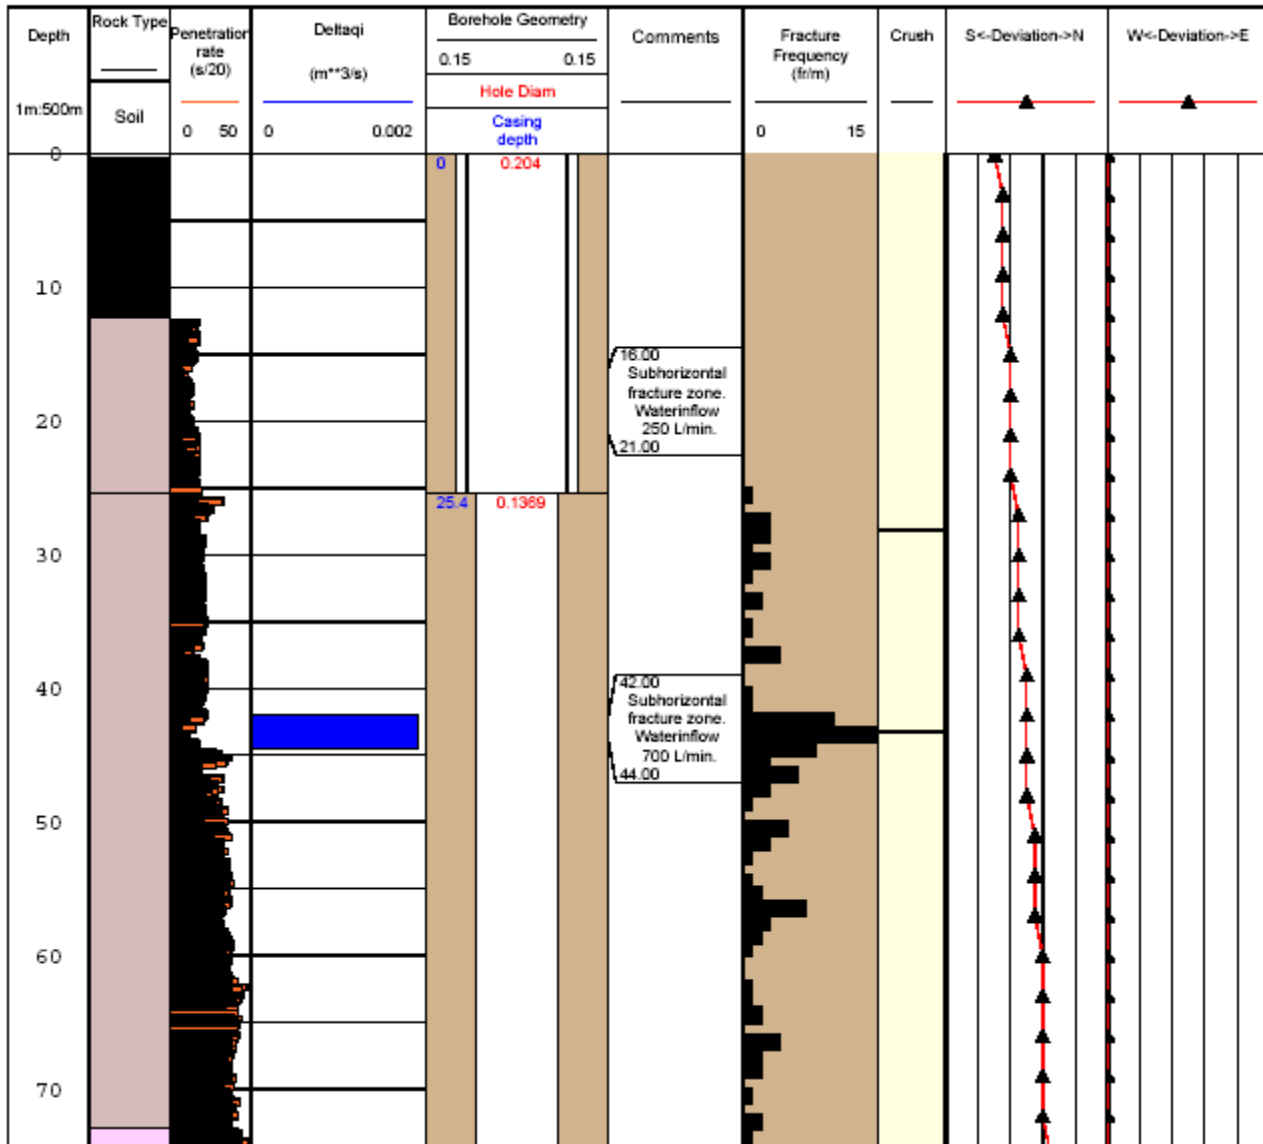 Depth
1m:500m
Rock Type
Soil
Penetration
rate
(s/20)
0 50
Deltaqi
(m**3/s)
0 0.002
Borehole Geometry
0.15 0.15
Hole Diam
Casing
depth
Comments
Fracture
Frequency
(fr/m)
0 15
Crush
S<-Deviation->N
W<-Deviation->E
0
10
20
30
40
50
60
70
0 0.204
25.4 0.1369
16.00
Subhorizontal
fracture zone.
Waterinflow
250 L/min.
21.00
42.00
Subhorizontal
fracture zone.
Waterinflow
700 L/min.
44.00